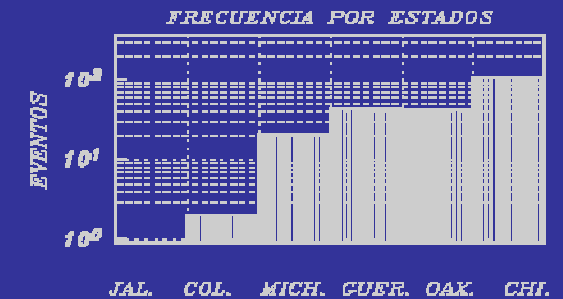 FRECUENCIA POR ESTADOS
EVENTOS
10²
10¹
10⁰
JAL. COL. MICH. GUER. OAX. CHI.